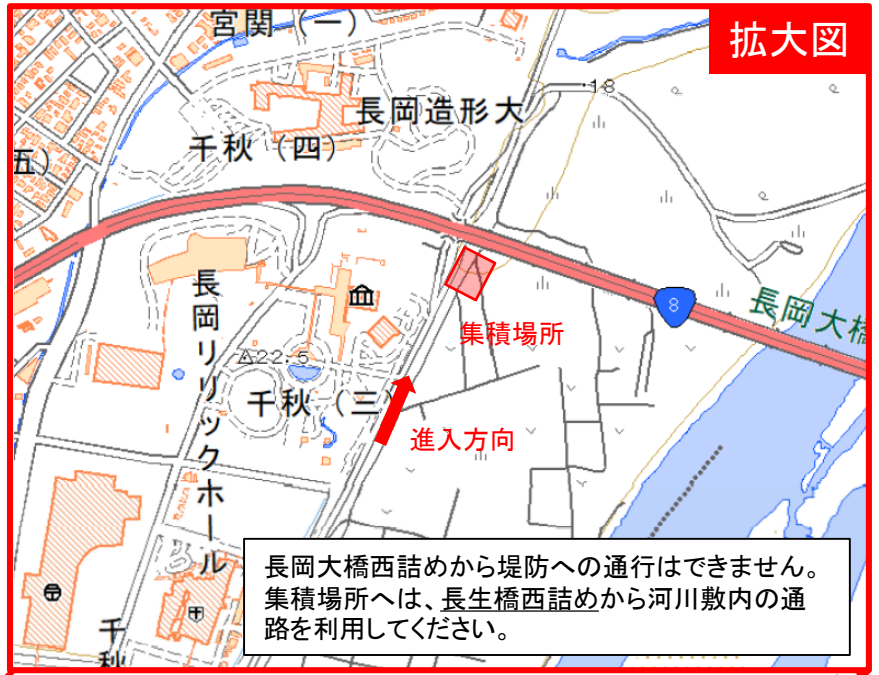 宮関（一）
拡大図
・18
長岡造形大
千秋（四）
五）
8
長岡大橋
長岡リリックホール
集積場所
△22.5
千秋（三）
進入方向
千秋
長岡大橋西詰めから堤防への通行はできません。
集積場所へは、長生橋西詰めから河川敷内の通
路を利用してください。